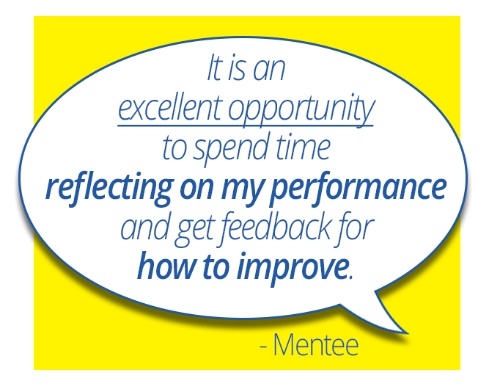 It is an
excellent opportunity
to spend time
reflecting on my performance
and get feedback for
how to improve.
- Mentee